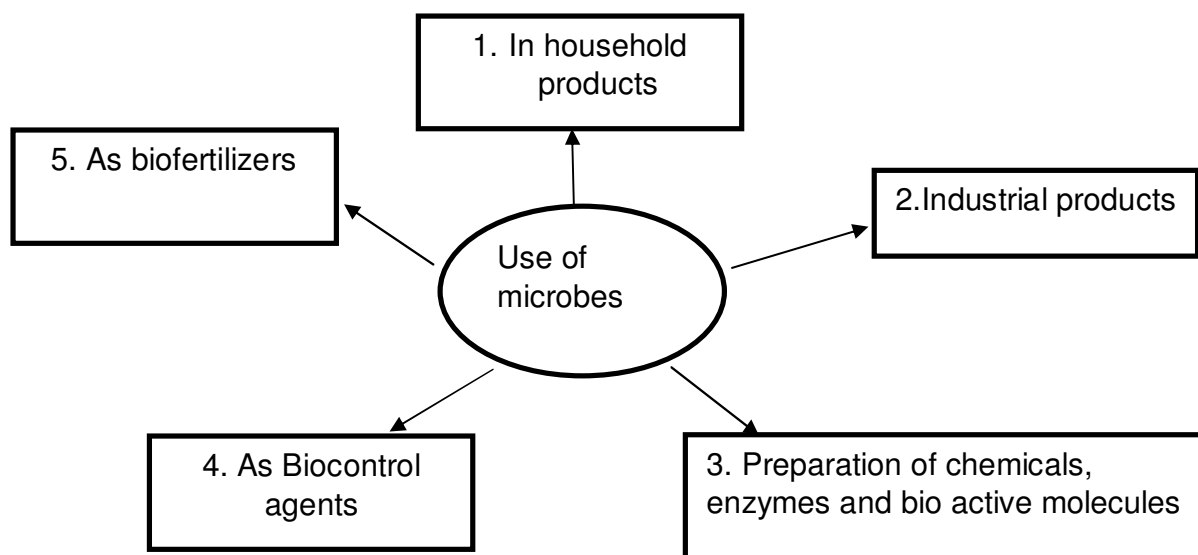 1. In household
products
5. As biofertilizers
2.Industrial products
Use of
microbes
4. As Biocontrol
agents
3. Preparation of chemicals,
enzymes and bio active molecules